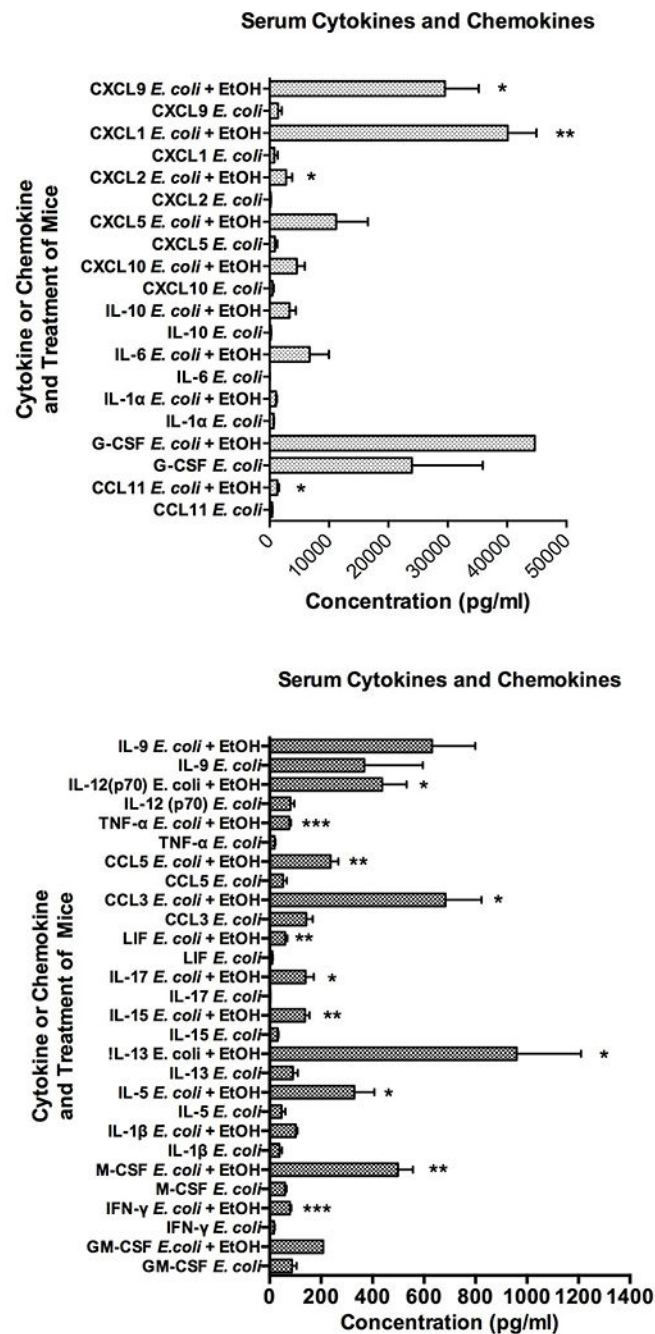 Serum Cytokines and Chemokines
Cytokine or Chemokine
and Treatment of Mice
CXCL9 E. coli + EtOH
*
CXCL9 E. coli
CXCL1 E. coli + EtOH
**
CXCL1 E. coli
CXCL2 E. coli + EtOH
*
CXCL2 E. coli
CXCL5 E. coli + EtOH
CXCL5 E. coli
CXCL10 E. coli + EtOH
CXCL10 E. coli
IL-10 E. coli + EtOH
IL-10 E. coli
IL-6 E. coli + EtOH
IL-6 E. coli
IL-1α E. coli + EtOH
IL-1α E. coli
G-CSF E. coli + EtOH
G-CSF E. coli
CCL11 E. coli + EtOH
*
CCL11 E. coli
0 10000 20000 30000 40000 50000
Concentration (pg/ml)
Serum Cytokines and Chemokines
Cytokine or Chemokine
and Treatment of Mice
IL-9 E. coli + EtOH
IL-9 E. coli
IL-12(p70) E. coli + EtOH
*
IL-12 (p70) E. coli
TNF-α E. coli + EtOH
***
TNF-α E. coli
CCL5 E. coli + EtOH
**
CCL5 E. coli
CCL3 E. coli + EtOH
*
CCL3 E. coli
LIF E. coli + EtOH
**
LIF E. coli
IL-17 E. coli + EtOH
*
IL-17 E. coli
IL-15 E. coli + EtOH
**
IL-15 E. coli
!L-13 E. coli + EtOH
*
IL-13 E. coli
IL-5 E. coli + EtOH
*
IL-5 E. coli
IL-1β E. coli + EtOH
IL-1β E. coli
M-CSF E. coli + EtOH
**
M-CSF E. coli
IFN-γ E. coli + EtOH
***
IFN-γ E. coli
GM-CSF E.coli + EtOH
GM-CSF E. coli
0 200 400 600 800 1000 1200 1400
Concentration (pg/ml)